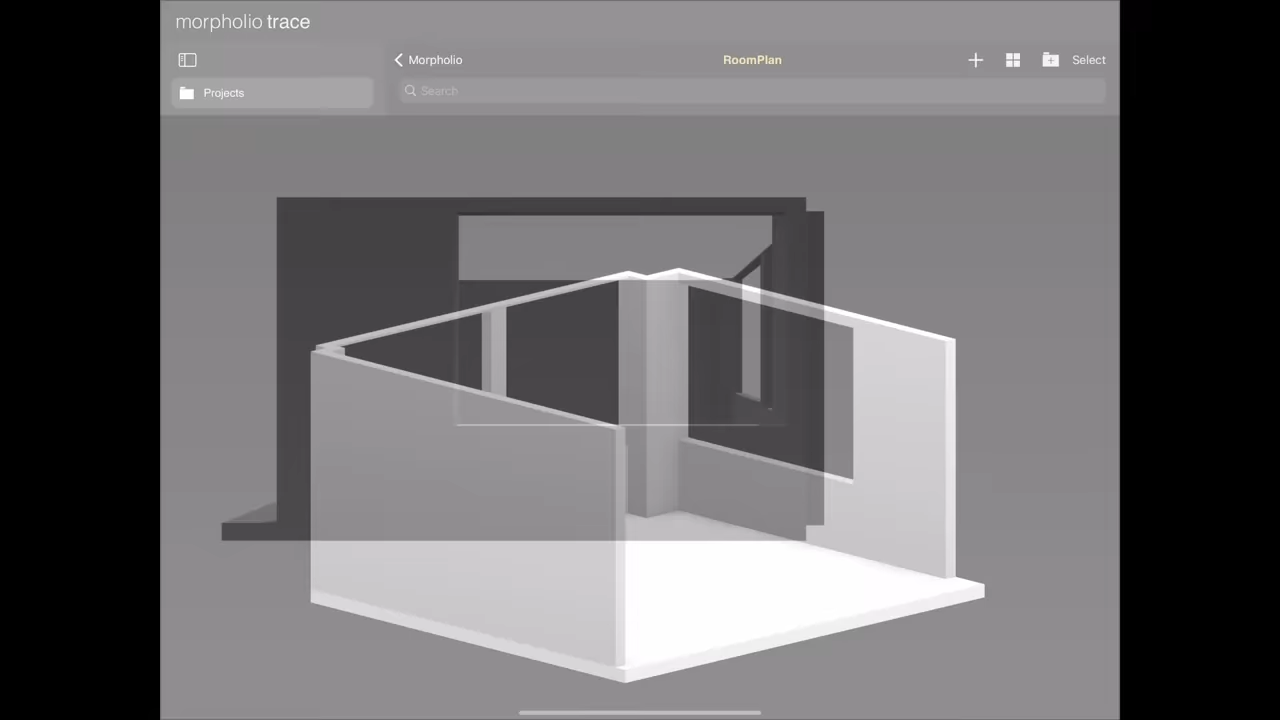 morpholio trace
Morpholio
RoomPlan
Select
Projects
Search